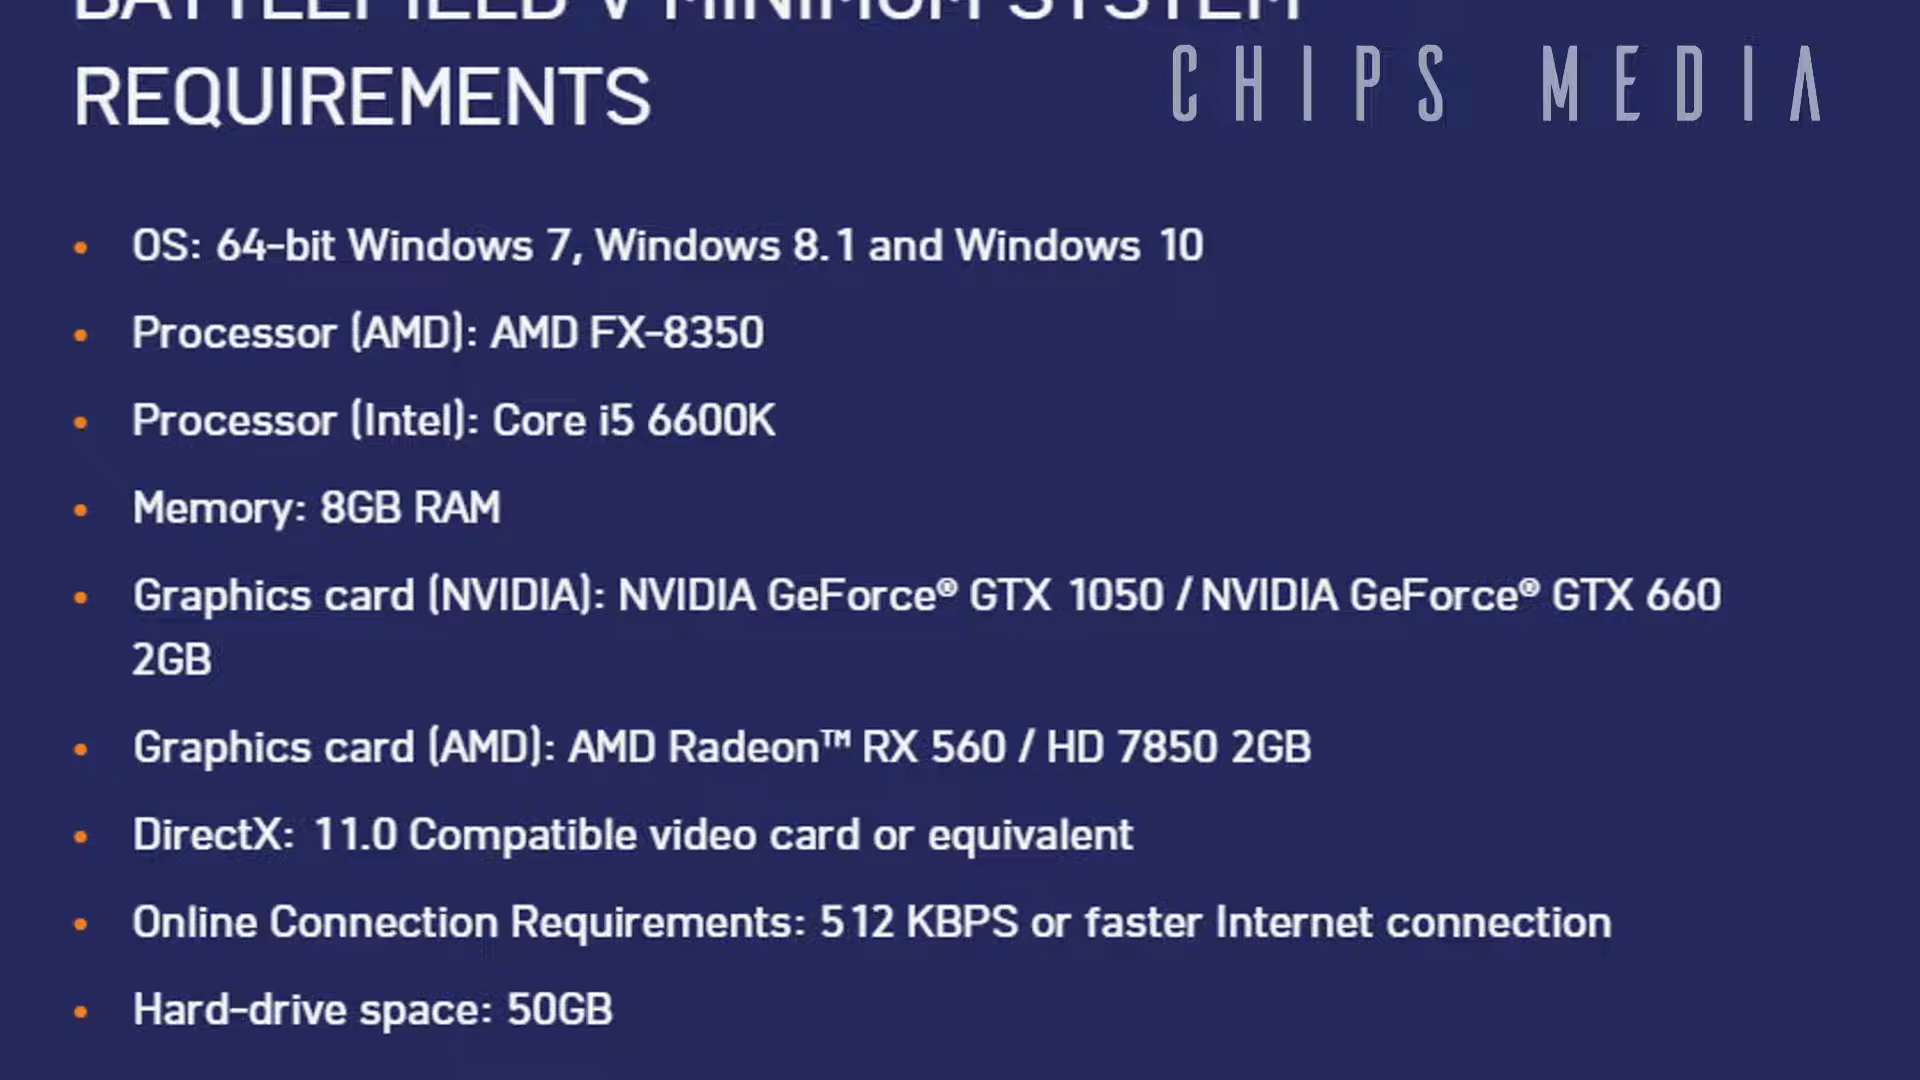 BATTLEFIELD V MINIMUM SYSTEM
REQUIREMENTS
CHIPS MEDIA
• OS: 64-bit Windows 7, Windows 8.1 and Windows 10
• Processor (AMD): AMD FX-8350
• Processor (Intel): Core i5 6600K
• Memory: 8GB RAM
• Graphics card (NVIDIA): NVIDIA GeForce® GTX 1050 / NVIDIA GeForce® GTX 660
2GB
• Graphics card (AMD): AMD Radeon™ RX 560 / HD 7850 2GB
• DirectX: 11.0 Compatible video card or equivalent
• Online Connection Requirements: 512 KBPS or faster Internet connection
• Hard-drive space: 50GB